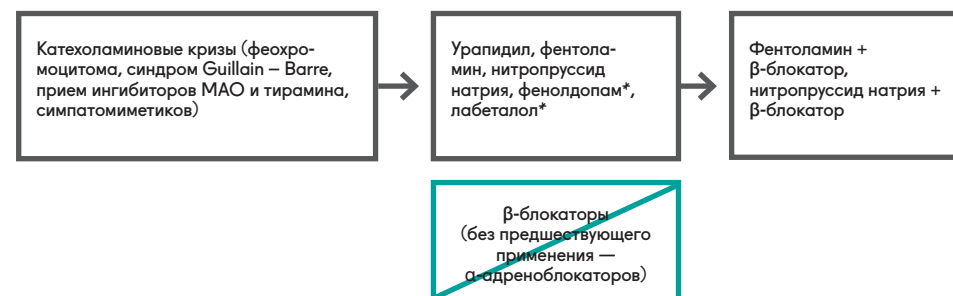 Катехоламиновые кризы (феохро-
моцитома, синдром Guillain – Barre,
прием ингибиторов МАО и тирамина,
симпатомиметиков)
Урапидил, фентола-
мин, нитропруссид
натрия, фенолдопам*,
лабеталол*
Фентоламин +
β-блокатор,
нитропруссид натрия +
β-блокатор
β-блокаторы
(без предшествующего
применения —
α-адреноблокаторов)